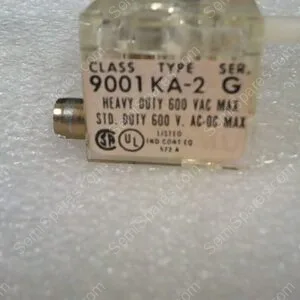 CLASS TYPE SER.
9001 KA-2 G
HEAVY DUTY 600 VAC MAX
STD. DUTY 600 V. AC-DC MAX
LISTED
IND CONT EQ
572 A